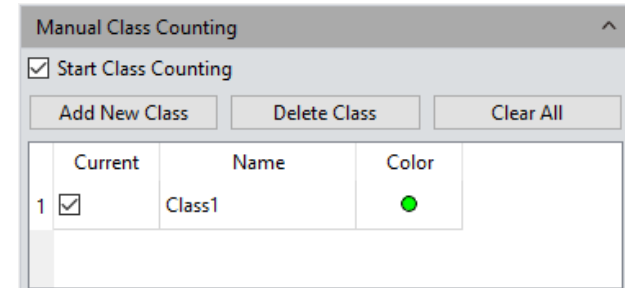 Manual Class Counting
Start Class Counting
Add New Class Delete Class Clear All
Current Name Color
1 Class1